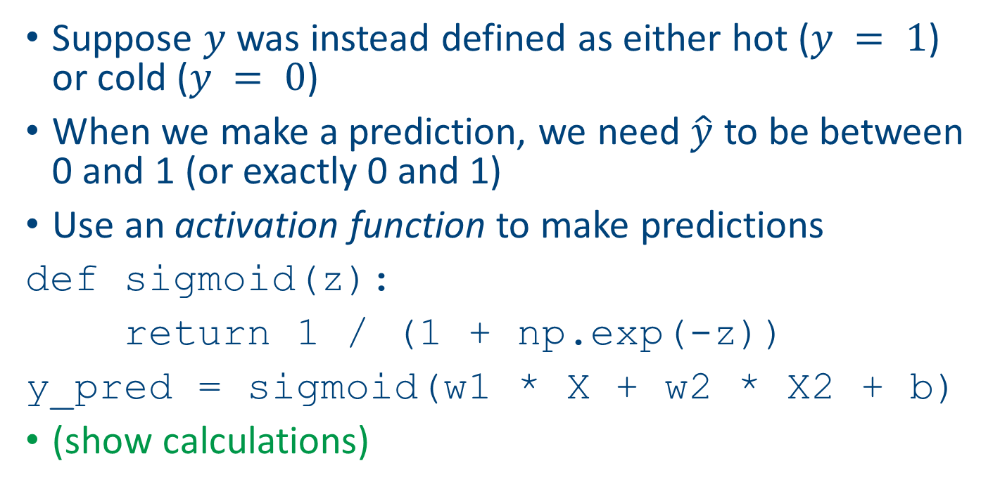 • Suppose y was instead defined as either hot (y = 1)
or cold (y = 0)
• When we make a prediction, we need ŷ to be between
0 and 1 (or exactly 0 and 1)
• Use an activation function to make predictions
def sigmoid(z):
    return 1 / (1 + np.exp(-z))
y_pred = sigmoid(w1 * X + w2 * X2 + b)
• (show calculations)